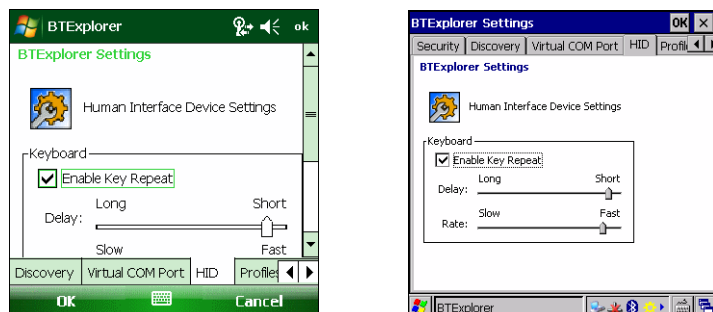 BTExplorer ok
BTExplorer Settings
Human Interface Device Settings
Keyboard
Enable Key Repeat
Long Short
Delay:
Slow Fast
Discovery Virtual COM Port HID Profiles
OK Cancel
BTExplorer Settings OK
Security Discovery Virtual COM Port HID Profil
BTExplorer Settings
Human Interface Device Settings
Keyboard
Enable Key Repeat
Long Short
Delay:
Slow Fast
Rate:
BTExplorer